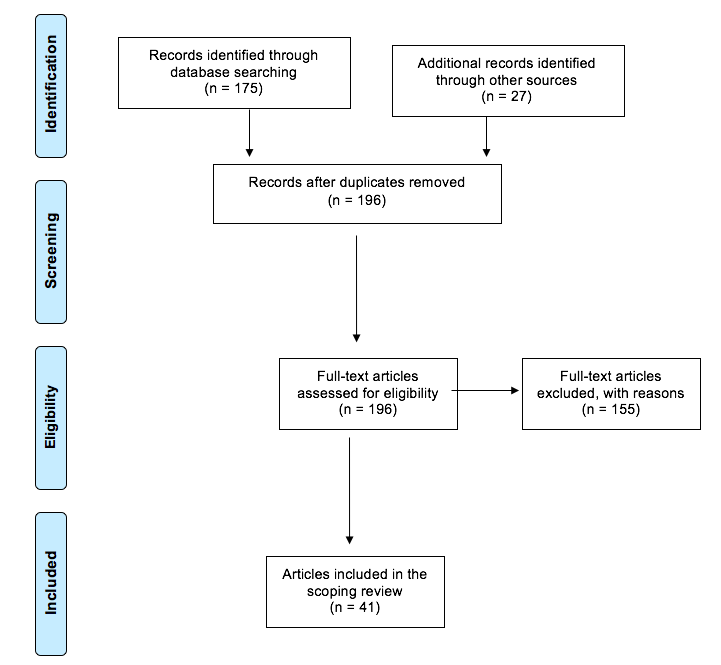 Identification
Records identified through
database searching
(n = 175)
Additional records identified
through other sources
(n = 27)
Screening
Records after duplicates removed
(n = 196)
Eligibility
Full-text articles
assessed for eligibility
(n = 196)
Full-text articles
excluded, with reasons
(n = 155)
Included
Articles included in the
scoping review
(n = 41)